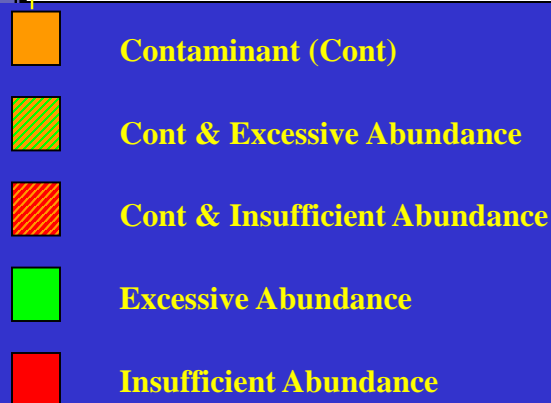 Contaminant (Cont)
Cont & Excessive Abundance
Cont & Insufficient Abundance
Excessive Abundance
Insufficient Abundance